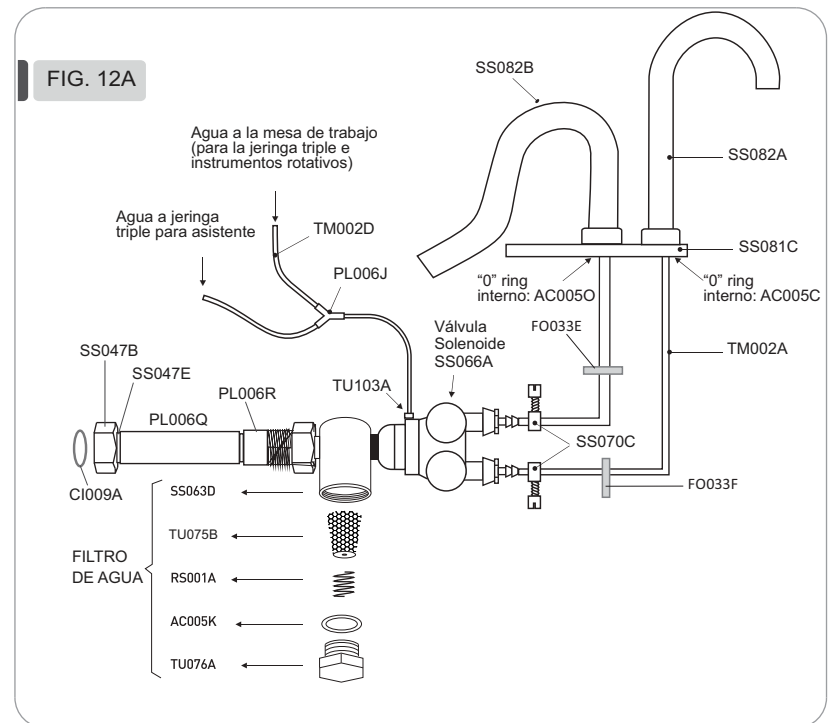 FIG. 12A
SS082B
Agua a la mesa de trabajo
(para la jeringa triple e
instrumentos rotativos)
SS082A
Agua a jeringa
triple para asistente
TM002D
SS081C
PL006J
"0" ring
interno: AC005O
"0" ring
interno: AC005C
FO033E
Válvula
Solenoide
SS066A
SS047B
SS047E
TM002A
PL006R
TU103A
PL006Q
SS070C
CI009A
FO033F
FILTRO
DE AGUA
SS063D
TU075B
RS001A
AC005K
TU076A